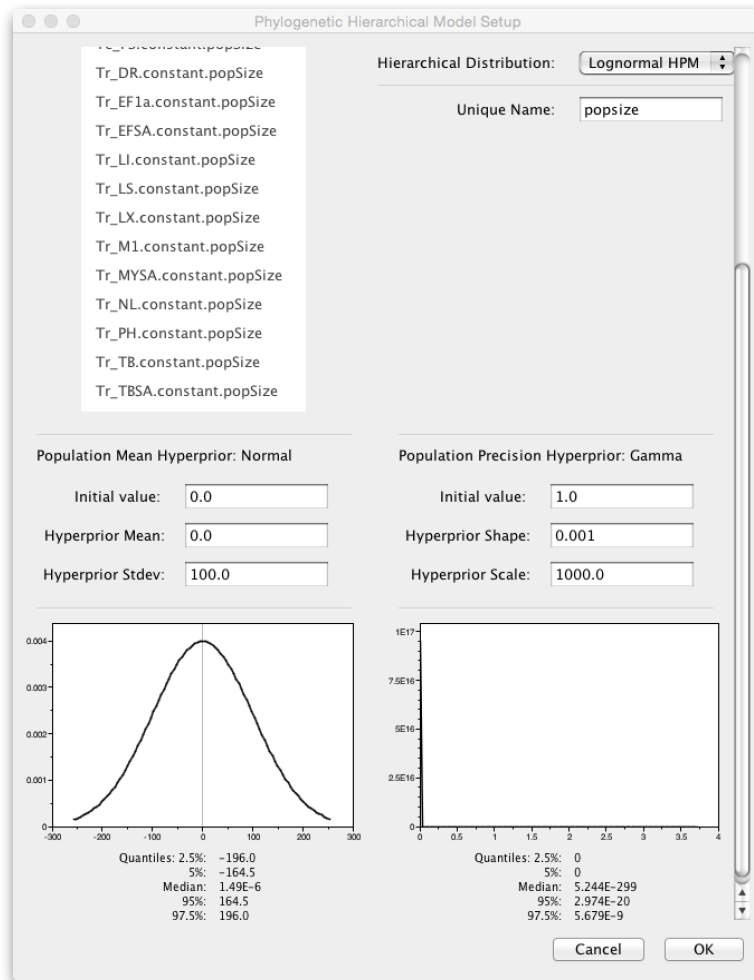 Phylogenetic Hierarchical Model Setup
Tr_DR.constant.popSize
Tr_EF1a.constant.popSize
Tr_EFSA.constant.popSize
Tr_LI.constant.popSize
Tr_LS.constant.popSize
Tr_LX.constant.popSize
Tr_M1.constant.popSize
Tr_MYSA.constant.popSize
Tr_NL.constant.popSize
Tr_PH.constant.popSize
Tr_TB.constant.popSize
Tr_TBSA.constant.popSize
Hierarchical Distribution: Lognormal HPM
Unique Name: popsize
Population Mean Hyperprior: Normal
Initial value: 0.0
Hyperprior Mean: 0.0
Hyperprior Stdev: 100.0
Population Precision Hyperprior: Gamma
Initial value: 1.0
Hyperprior Shape: 0.001
Hyperprior Scale: 1000.0
0.004
0.003
0.002
0.001
0
-300 -200 -100 0 100 200 300
Quantiles: 2.5%: -196.0
5%: -164.5
Median: 1.49E-6
95%: 164.5
97.5%: 196.0
1E17
7.5E16
5E16
2.5E16
0
0 0.5 1 1.5 2 2.5 3 3.5 4
Quantiles: 2.5%: 0
5%: 0
Median: 5.244E-299
95%: 2.974E-20
97.5%: 5.679E-9
Cancel OK